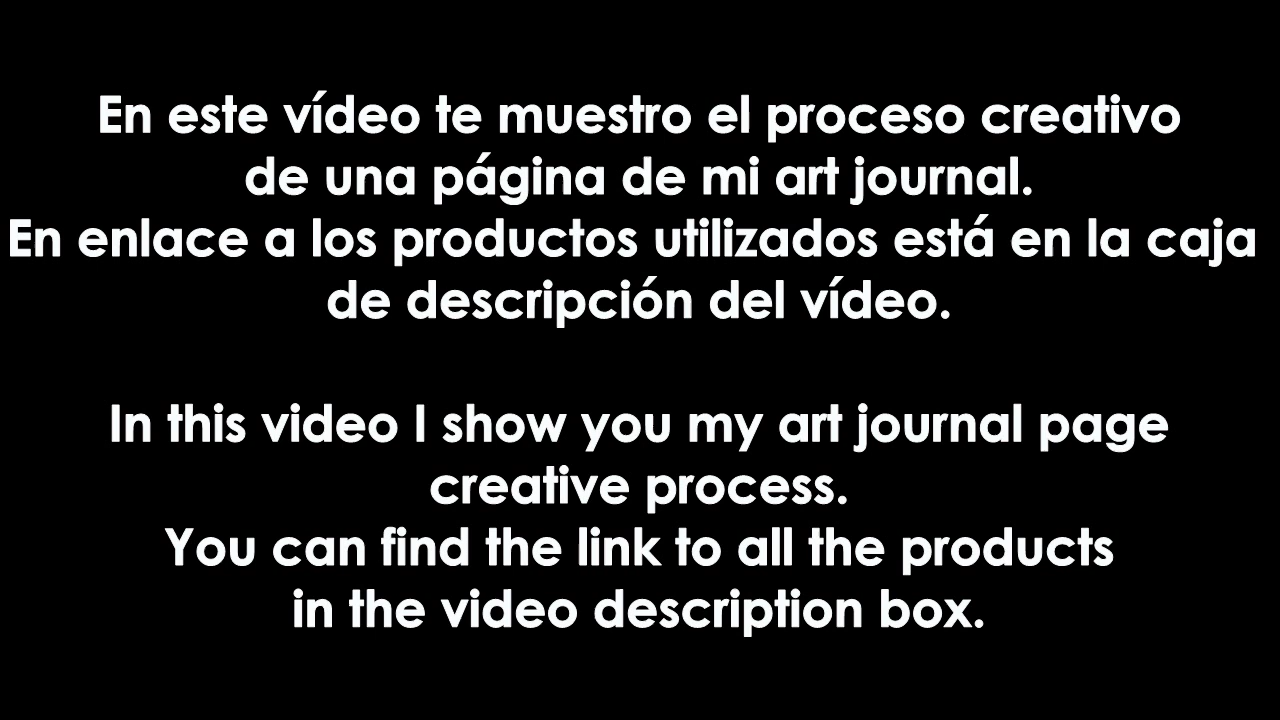 En este vídeo te muestro el proceso creativo
de una página de mi art journal.
En enlace a los productos utilizados está en la caja
de descripción del vídeo.
In this video I show you my art journal page
creative process.
You can find the link to all the products
in the video description box.